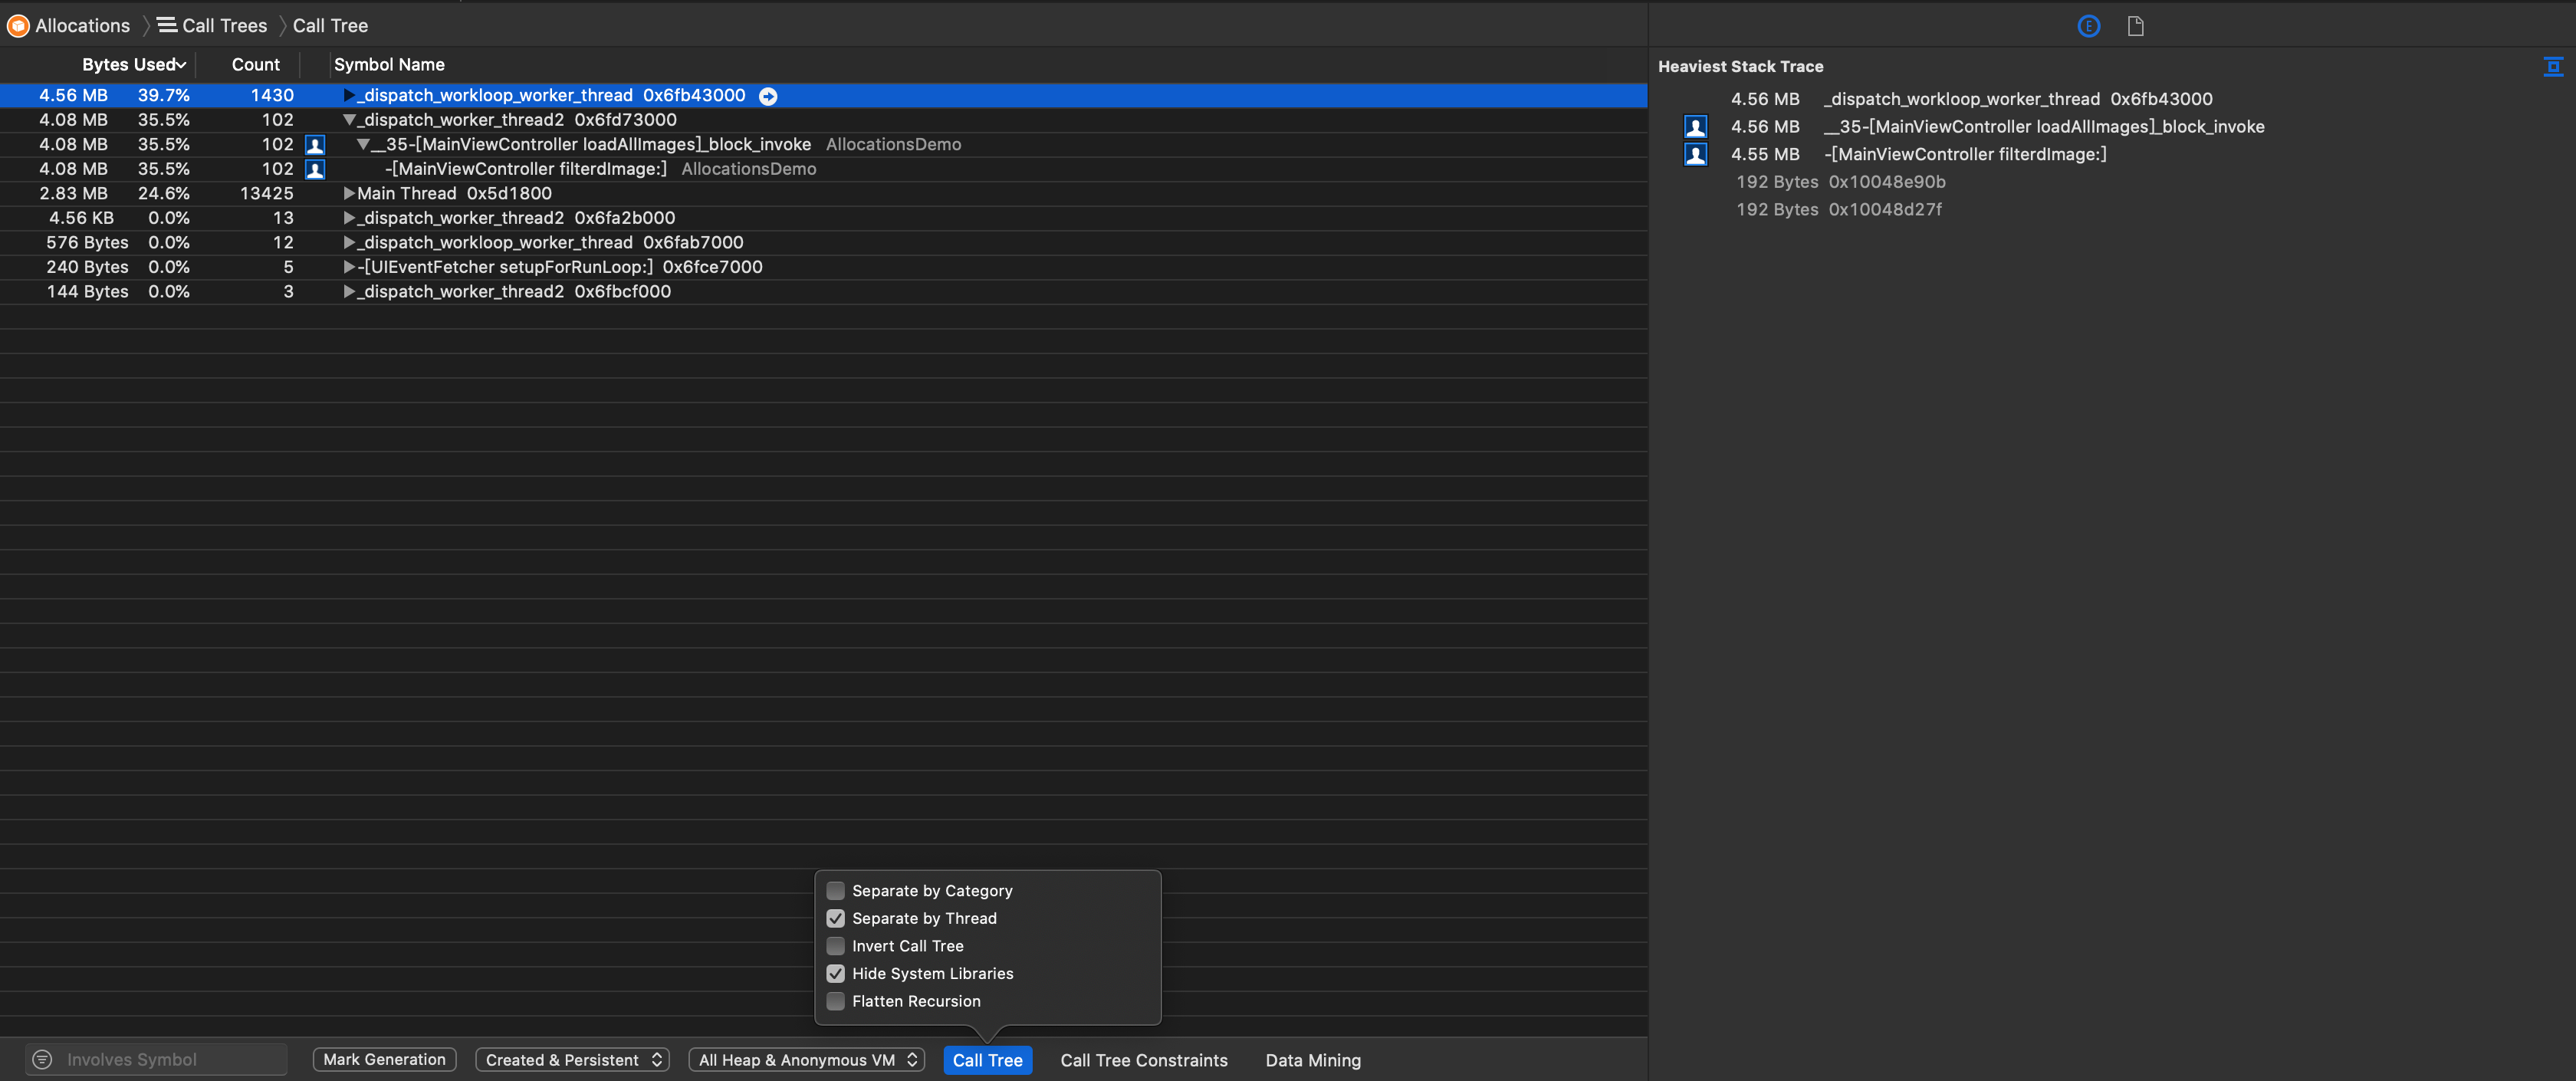 Allocations Call Trees Call Tree
Bytes Used Count Symbol Name
4.56 MB 39.7% 1430 _dispatch_workloop_worker_thread 0x6fb43000
4.08 MB 35.5% 102 _dispatch_worker_thread2 0x6fd73000
4.08 MB 35.5% 102 __35-[MainViewController loadAllImages]_block_invoke AllocationsDemo
4.08 MB 35.5% 102 -[MainViewController filterdImage:] AllocationsDemo
2.83 MB 24.6% 13425 Main Thread 0x5d1800
4.56 KB 0.0% 13 _dispatch_worker_thread2 0x6fa2b000
576 Bytes 0.0% 12 _dispatch_workloop_worker_thread 0x6fab7000
240 Bytes 0.0% 5 -[UIEventFetcher setupForRunLoop:] 0x6fce7000
144 Bytes 0.0% 3 _dispatch_worker_thread2 0x6fbcf000
Separate by Category
Separate by Thread
Invert Call Tree
Hide System Libraries
Flatten Recursion
Involves Symbol Mark Generation Created & Persistent All Heap & Anonymous VM Call Tree Call Tree Constraints Data Mining
E
Heaviest Stack Trace
4.56 MB _dispatch_workloop_worker_thread 0x6fb43000
4.56 MB __35-[MainViewController loadAllImages]_block_invoke
4.55 MB -[MainViewController filterdImage:]
192 Bytes 0x10048e90b
192 Bytes 0x10048d27f